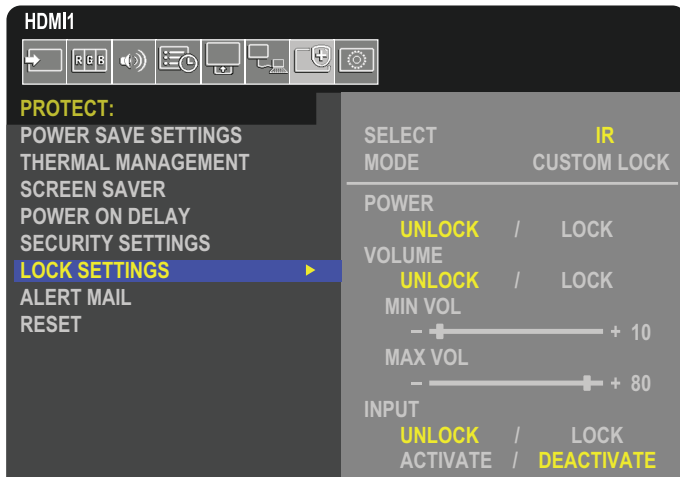 HDMI1
RGB
PROTECT:
POWER SAVE SETTINGS
THERMAL MANAGEMENT
SCREEN SAVER
POWER ON DELAY
SECURITY SETTINGS
LOCK SETTINGS
ALERT MAIL
RESET
SELECT IR
MODE CUSTOM LOCK
POWER
UNLOCK / LOCK
VOLUME
UNLOCK / LOCK
MIN VOL
– + 10
MAX VOL
– + 80
INPUT
UNLOCK / LOCK
ACTIVATE / DEACTIVATE